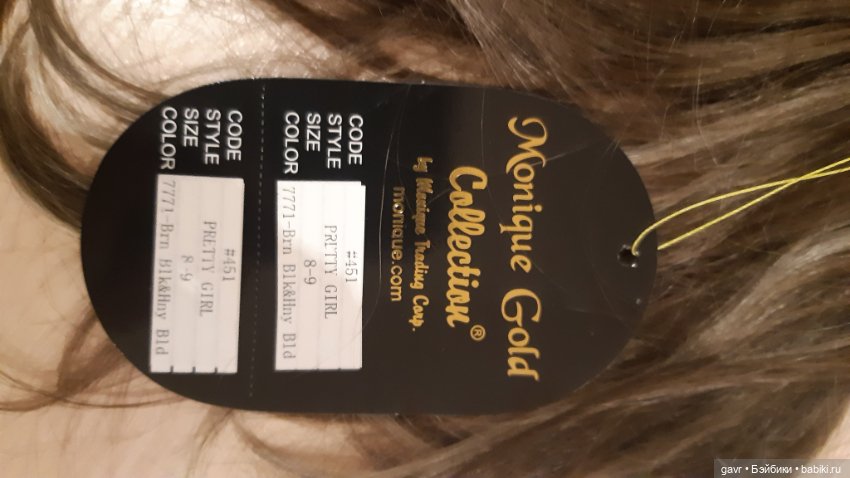 Monique Gold
Collection®
by Monique Trading Corp.
monique.com
CODE #451
STYLE PRETTY GIRL
SIZE 8-9
COLOR 7771-Brn Blk&Hny Bld
CODE #451
STYLE PRETTY GIRL
SIZE 8-9
COLOR 7771-Brn Blk&Hny Bld
gavr • Бэйбики • babiki.ru